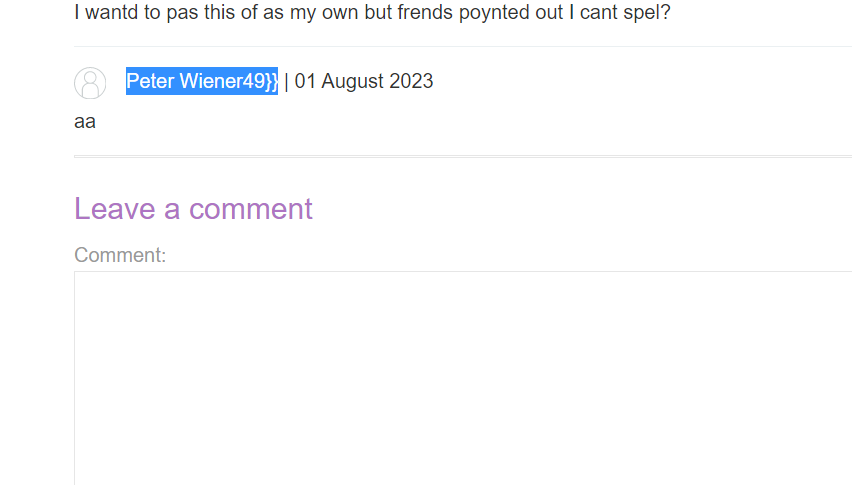 I wantd to pas this of as my own but frends poynted out I cant spel?
Peter Wiener49}} | 01 August 2023
aa
Leave a comment
Comment: